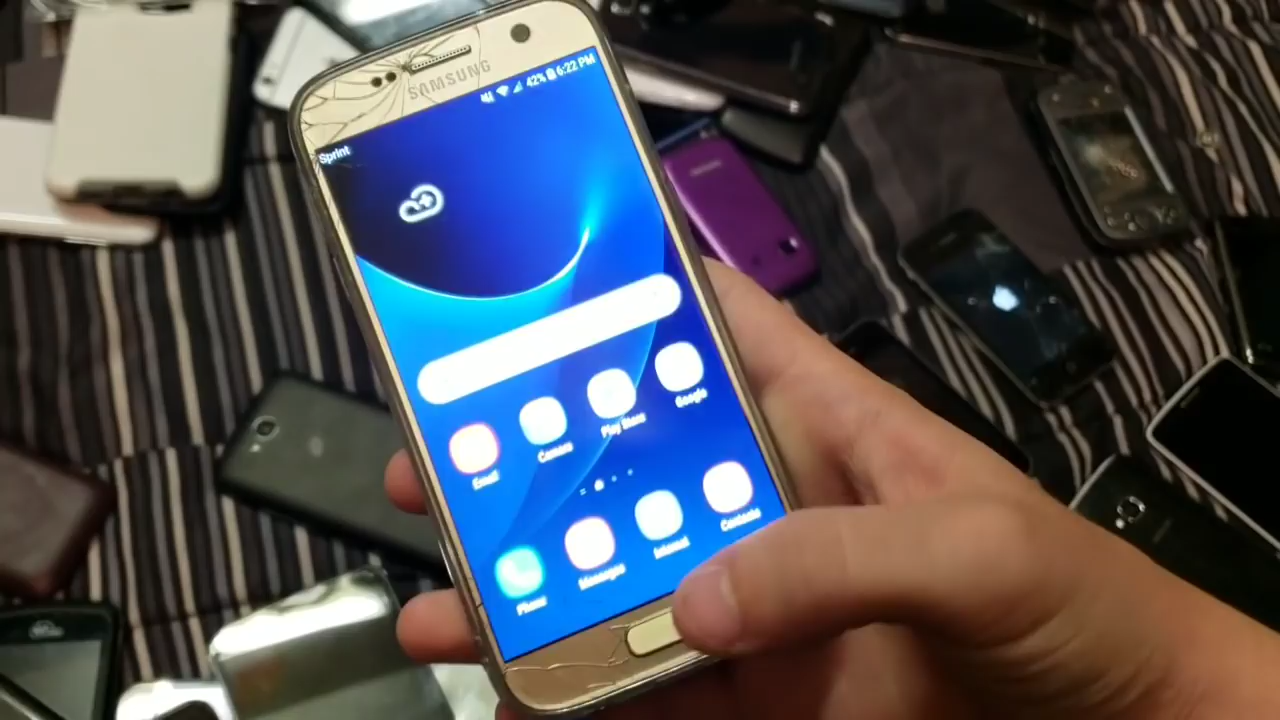 SAMSUNG
42% 6:22 PM
Sprint
Email
Camera
Play Store
Google
Phone
Messages
Internet
Contacts